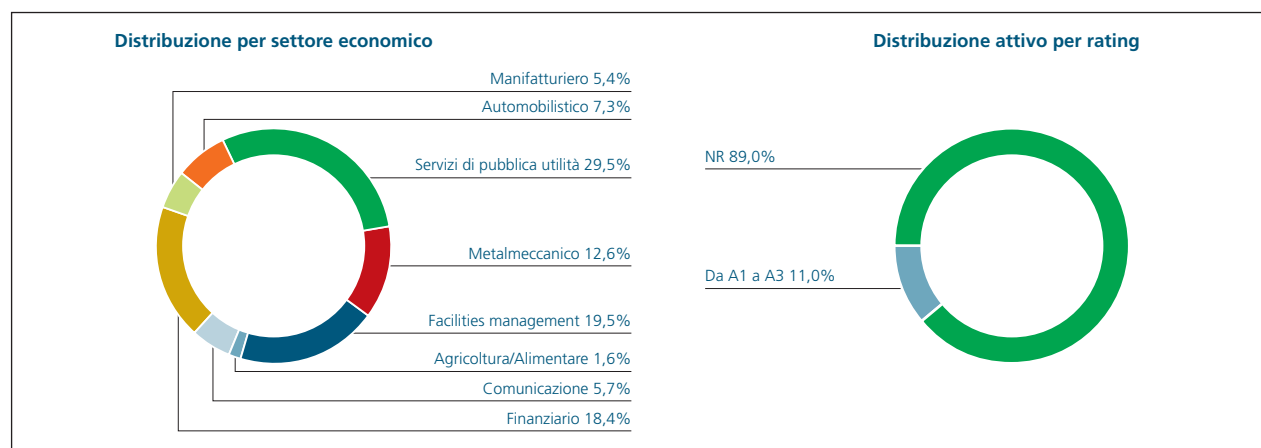 Distribuzione per settore economico
Manifatturiero 5,4%
Automobilistico 7,3%
Servizi di pubblica utilità 29,5%
Metalmeccanico 12,6%
Facilities management 19,5%
Agricoltura/Alimentare 1,6%
Comunicazione 5,7%
Finanziario 18,4%
Distribuzione attivo per rating
NR 89,0%
Da A1 a A3 11,0%